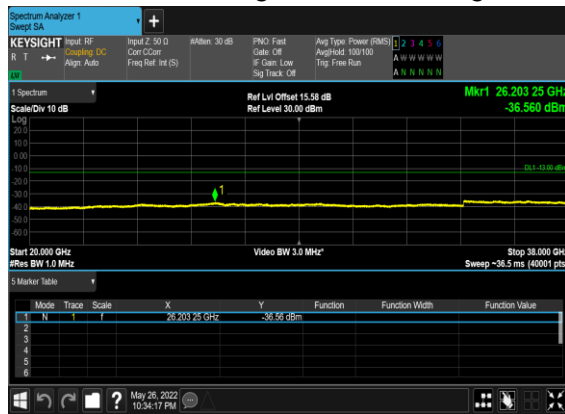 Spectrum Analyzer 1
Swept SA
KEYSIGHT Input: RF Input Z: 50 Ω #Atten: 30 dB PNO: Fast Avg Type: Power (RMS) 1 2 3 4 5 6
R T Coupling: DC Corr CCorr Gate: Off Avg|Hold: 100/100 A W W W W W
Align: Auto Freq Ref: Int (S) IF Gain: Low Trig: Free Run
Sig Track: Off A N N N N N
1 Spectrum Ref Lvl Offset 15.58 dB Mkr1 26.203 25 GHz
Scale/Div 10 dB Ref Level 30.00 dBm -36.560 dBm
Log
20.0
10.0
0.00
-10.0 DL1 -13.00 dBm
-20.0
-30.0 1
-40.0
-50.0
-60.0
Start 20.000 GHz Video BW 3.0 MHz* Stop 38.000 GHz
#Res BW 1.0 MHz Sweep ~36.5 ms (40001 pts)
5 Marker Table
Mode Trace Scale X Y Function Function Width Function Value
1 N 1 f 26.203 25 GHz -36.56 dBm
2
3
4
5
6
? May 26, 2022
10:34:17 PM